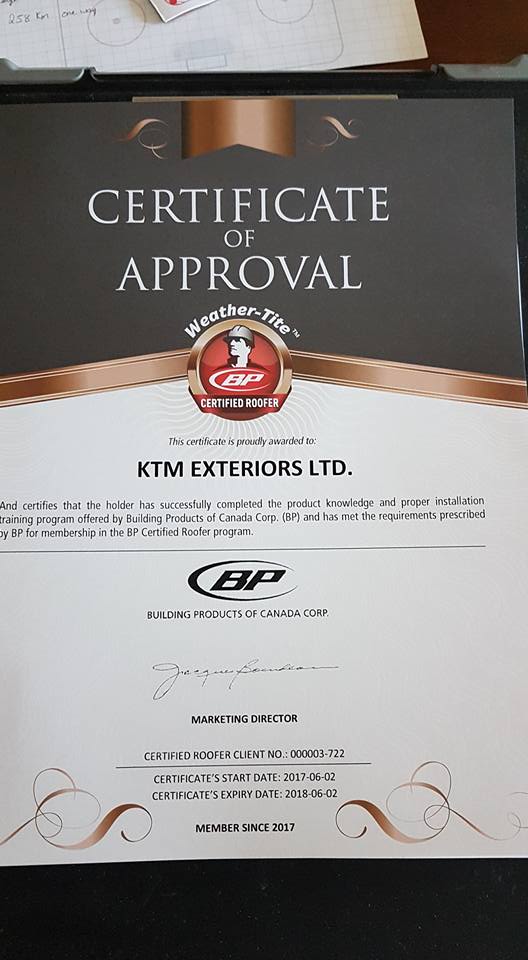 258 Km one way
CERTIFICATE
OF
APPROVAL
Weather-Tite™
BP
CERTIFIED ROOFER
This certificate is proudly awarded to:
KTM EXTERIORS LTD.
And certifies that the holder has successfully completed the product knowledge and proper installation
training program offered by Building Products of Canada Corp. (BP) and has met the requirements prescribed
by BP for membership in the BP Certified Roofer program.
BP
BUILDING PRODUCTS OF CANADA CORP.
MARKETING DIRECTOR
CERTIFIED ROOFER CLIENT NO.: 000003-722
CERTIFICATE'S START DATE: 2017-06-02
CERTIFICATE'S EXPIRY DATE: 2018-06-02
MEMBER SINCE 2017